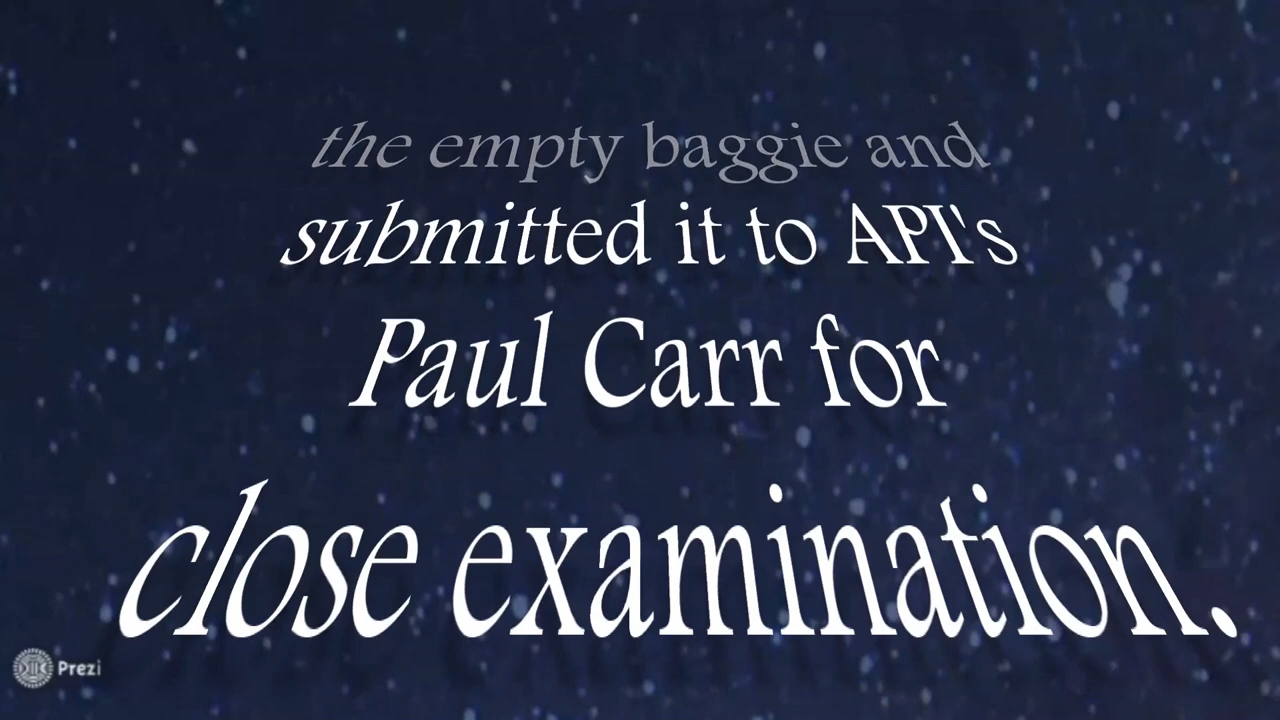 the empty baggie and
submitted it to API's
Paul Carr for
close examination.
Prezi